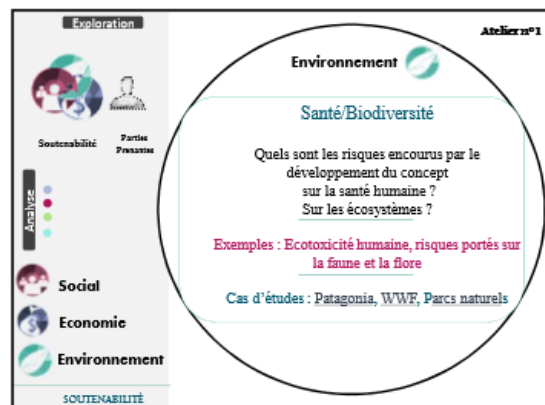 Exploration
Atelier n°1
Soutenabilité
Parties
Prenantes
Analyse
Social
Economie
Environnement
SOUTENABILITÉ
Environnement
Santé/Biodiversité
Quels sont les risques encourus par le
développement du concept
sur la santé humaine ?
Sur les écosystèmes ?
Exemples : Ecotoxicité humaine, risques portés sur
la faune et la flore
Cas d'études : Patagonia, WWF, Parcs naturels